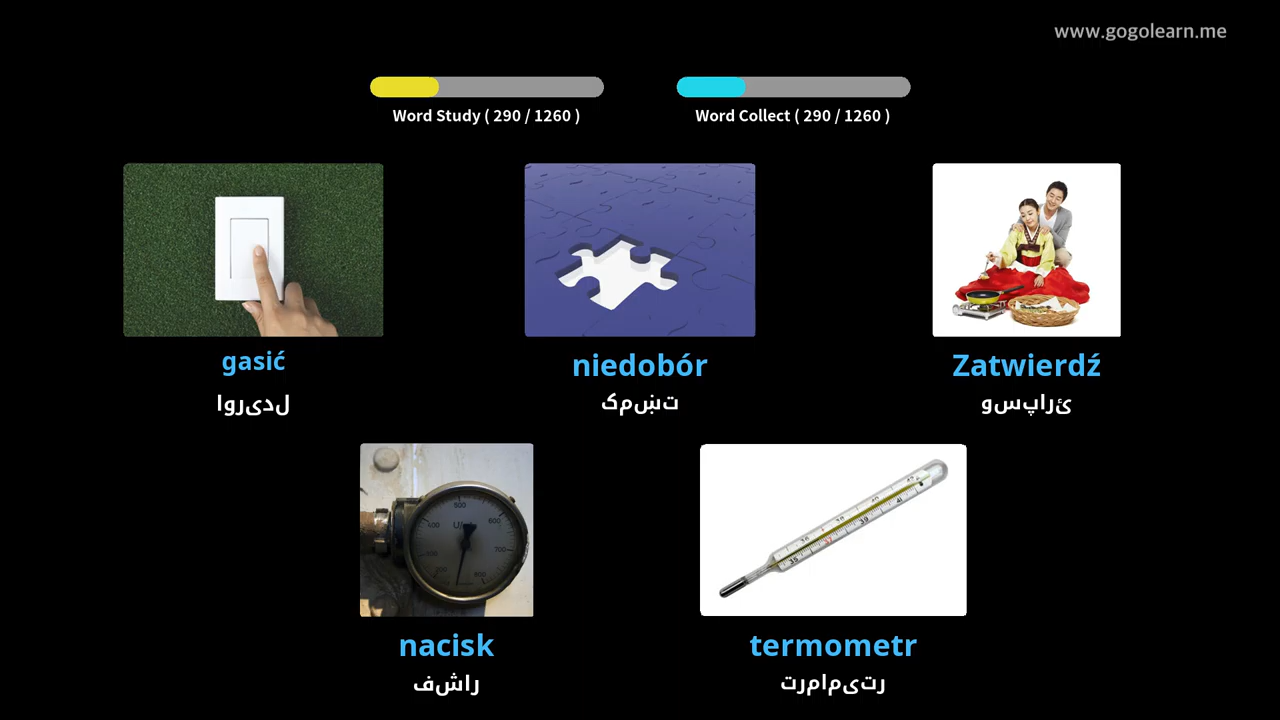 www.gogolearn.me
Word Study ( 290 / 1260 )
Word Collect ( 290 / 1260 )
gasić
لدیروا
niedobór
تښمک
Zatwierdź
ئراپسو
nacisk
راشف
termometr
رتیمامرت